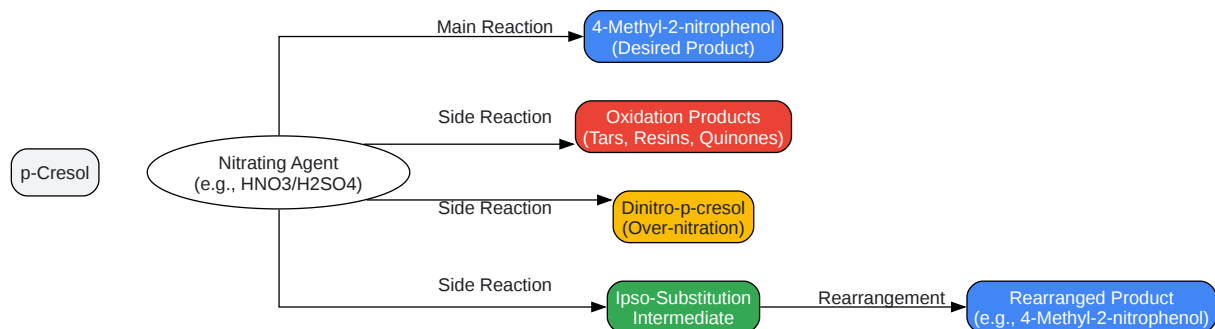 Main Reaction
4-Methyl-2-nitrophenol
(Desired Product)
Side Reaction
Oxidation Products
(Tars, Resins, Quinones)
p-Cresol
Nitrating Agent
(e.g., HNO3/H2SO4)
Side Reaction
Dinitro-p-cresol
(Over-nitration)
Side Reaction
Ipso-Substitution
Intermediate
Rearrangement
Rearranged Product
(e.g., 4-Methyl-2-nitrophenol)